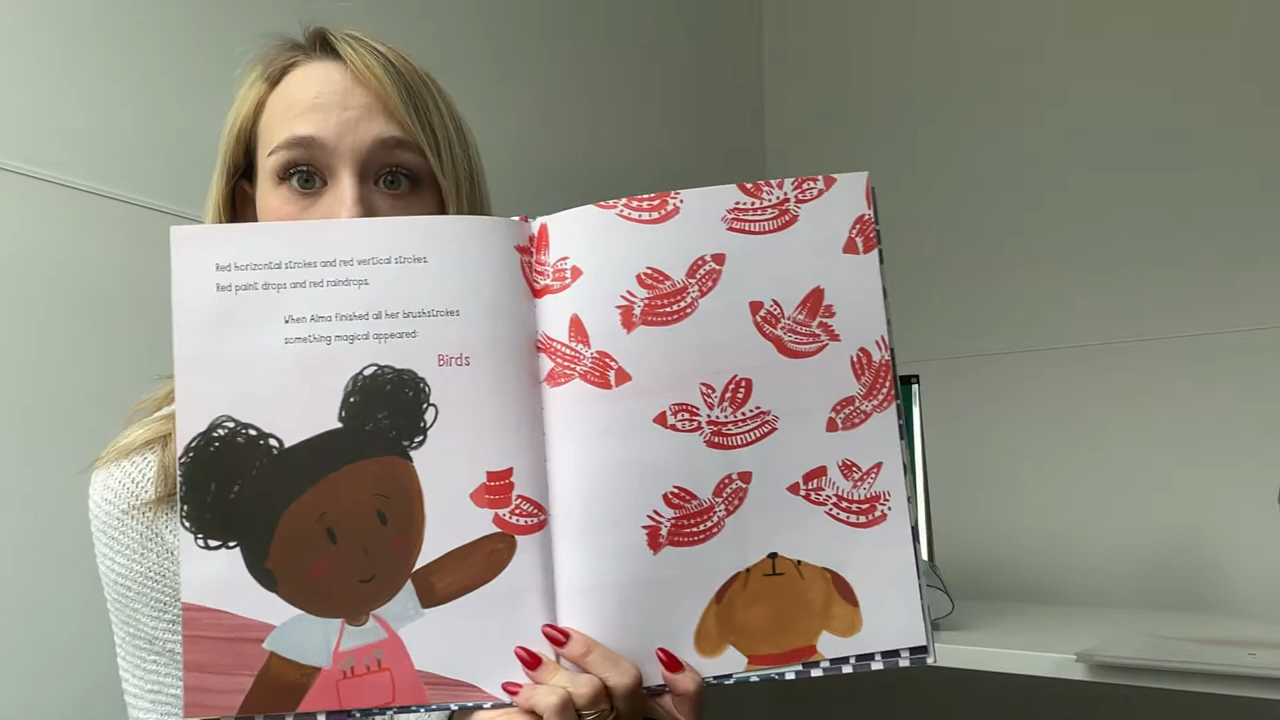 Red horizontal strokes and red vertical strokes.
Red paint drops and red raindrops.
When Alma finished all her brushstrokes
something magical appeared:
Birds